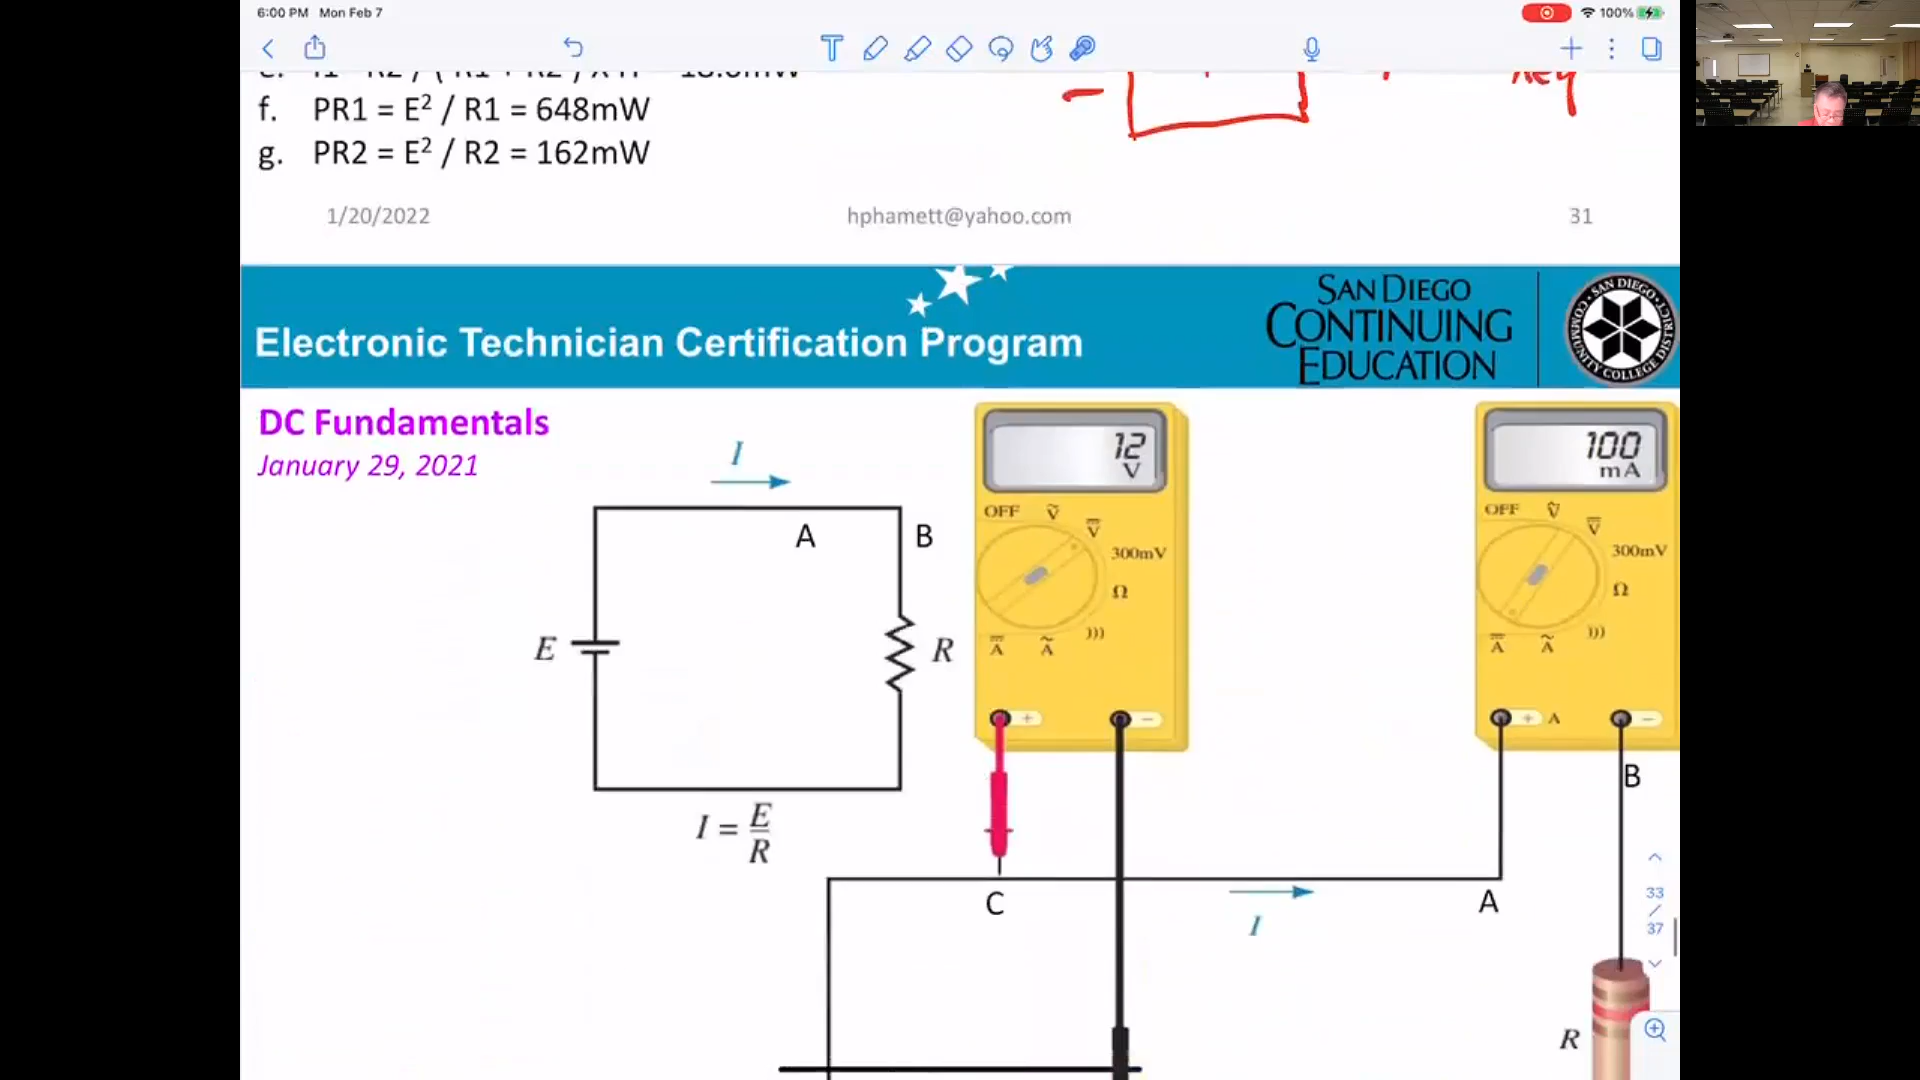 6:00 PM Mon Feb 7
100%
f. PR1 = E² / R1 = 648mW
g. PR2 = E² / R2 = 162mW
1/20/2022
hphamett@yahoo.com
31
Electronic Technician Certification Program
SAN DIEGO
CONTINUING
EDUCATION
SAN DIEGO
COMMUNITY COLLEGE DISTRICT
DC Fundamentals
January 29, 2021
I
A
B
E
R
I = E
R
12
V
OFF
V
V
300mV
Ω
)))
A
A
+
−
100
mA
OFF
V
V
300mV
Ω
)))
A
A
+ A
−
B
C
I
A
R
33
/
37